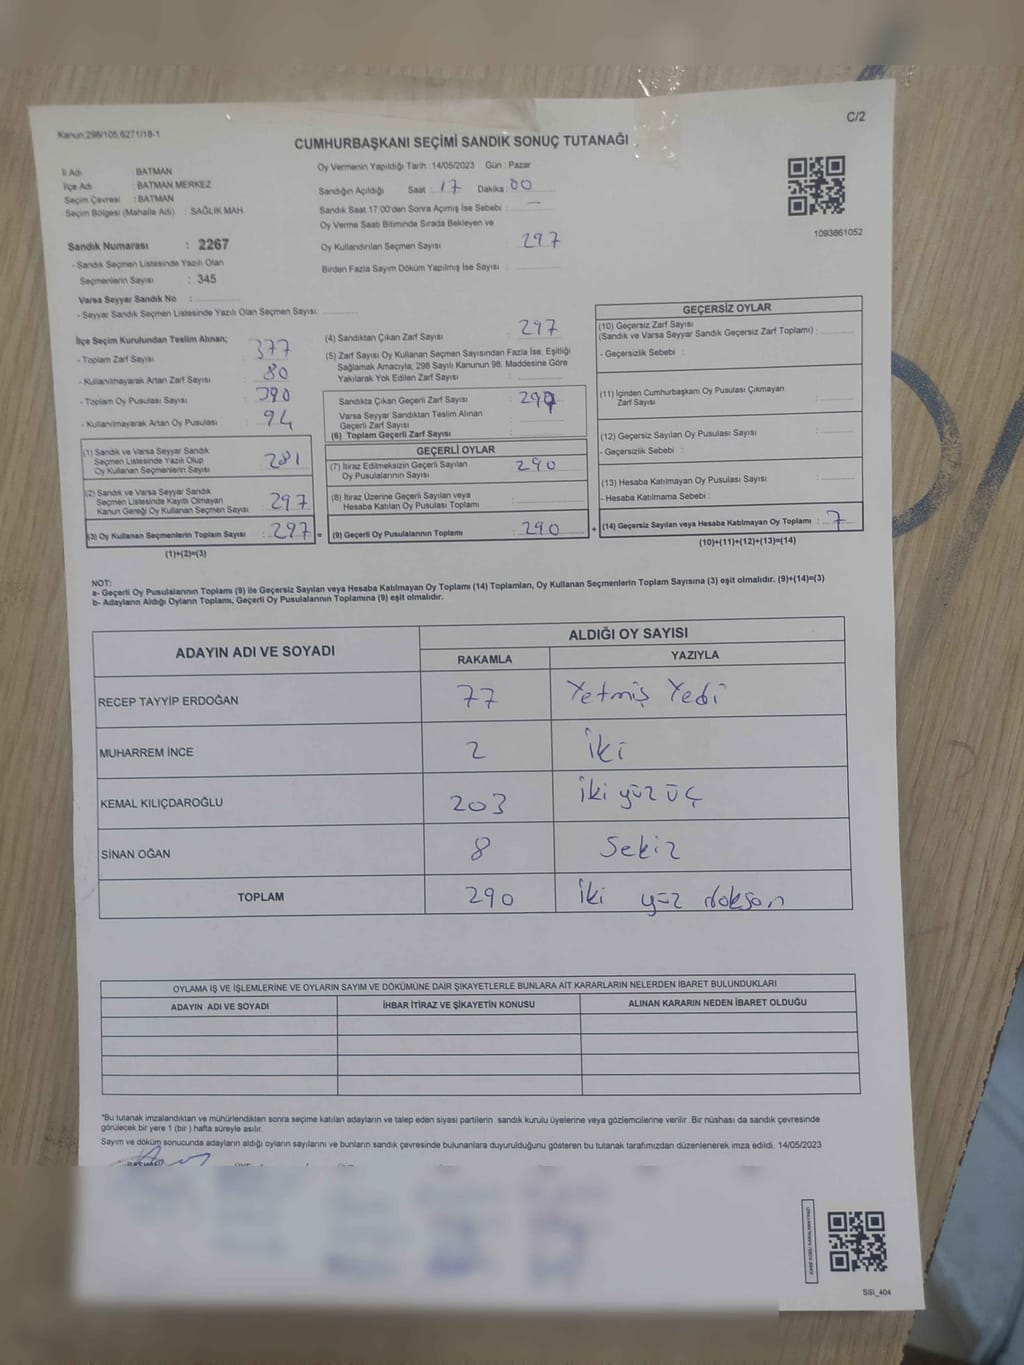 Kanun:298/105,6271/18-1
C/2
CUMHURBAŞKANI SEÇİMİ SANDIK SONUÇ TUTANAĞI
İl Adı BATMAN
İlçe Adı BATMAN MERKEZ
Seçim Çevresi : BATMAN
Seçim Bölgesi (Mahalle Adı) : SAĞLIK MAH.
Sandık Numarası : 2267
- Sandık Seçmen Listesinde Yazılı Olan
Seçmenlerin Sayısı : 345
Varsa Seyyar Sandık No :
- Seyyar Sandık Seçmen Listesinde Yazılı Olan Seçmen Sayısı:
Oy Vermenin Yapıldığı Tarih : 14/05/2023 Gün : Pazar
Sandığın Açıldığı Saat : 17 Dakika : 00
Sandık Saat 17:00'den Sonra Açımış İse Sebebi : —
Oy Verme Saati Bitiminde Sırada Bekleyen ve
Oy Kullandırılan Seçmen Sayısı : 297
Birden Fazla Sayım Döküm Yapılmış İse Sayısı :
1093861052
İlçe Seçim Kurulundan Teslim Alınan;
- Toplam Zarf Sayısı : 377
- Kullanılmayarak Artan Zarf Sayısı : 80
- Toplam Oy Pusulası Sayısı : 390
- Kullanılmayarak Artan Oy Pusulası : 94
(1) Sandık ve Varsa Seyyar Sandık
Seçmen Listesinde Yazılı Olup
Oy Kullanan Seçmenlerin Sayısı : 281
(2) Sandık ve Varsa Seyyar Sandık
Seçmen Listesinde Kayıtlı Olmayan
Kanun Gereği Oy Kullanan Seçmen Sayısı : 297
(3) Oy Kullanan Seçmenlerin Toplam Sayısı : 297
(1)+(2)=(3)
(4) Sandıktan Çıkan Zarf Sayısı : 297
(5) Zarf Sayısı Oy Kullanan Seçmen Sayısından Fazla İse, Eşitliği
Sağlamak Amacıyla, 298 Sayılı Kanunun 98. Maddesine Göre
Yakılarak Yok Edilen Zarf Sayısı :
Sandıkta Çıkan Geçerli Zarf Sayısı : 297
Varsa Seyyar Sandıktan Teslim Alınan
Geçerli Zarf Sayısı :
(6) Toplam Geçerli Zarf Sayısı :
GEÇERLİ OYLAR
(7) İtiraz Edilmeksizin Geçerli Sayılan
Oy Pusulalarının Sayısı : 290
(8) İtiraz Üzerine Geçerli Sayılan veya
Hesaba Katılan Oy Pusulası Toplamı :
= (9) Geçerli Oy Pusulalarının Toplamı : 290
GEÇERSİZ OYLAR
(10) Geçersiz Zarf Sayısı
(Sandık ve Varsa Seyyar Sandık Geçersiz Zarf Toplamı) :
- Geçersizlik Sebebi :
(11) İçinden Cumhurbaşkanı Oy Pusulası Çıkmayan
Zarf Sayısı :
(12) Geçersiz Sayılan Oy Pusulası Sayısı :
- Geçersizlik Sebebi :
(13) Hesaba Katılmayan Oy Pusulası Sayısı :
- Hesaba Katılmama Sebebi :
+ (14) Geçersiz Sayılan veya Hesaba Katılmayan Oy Toplamı : 7
(10)+(11)+(12)+(13)=(14)
NOT:
a- Geçerli Oy Pusulalarının Toplamı (9) ile Geçersiz Sayılan veya Hesaba Katılmayan Oy Toplamı (14) Toplamları, Oy Kullanan Seçmenlerin Toplam Sayısına (3) eşit olmalıdır. (9)+(14)=(3)
b- Adayların Aldığı Oyların Toplamı, Geçerli Oy Pusulalarının Toplamına (9) eşit olmalıdır.
ADAYIN ADI VE SOYADI ALDIĞI OY SAYISI
RAKAMLA YAZIYLA
RECEP TAYYİP ERDOĞAN 77 Yetmiş Yedi
MUHARREM İNCE 2 İki
KEMAL KILIÇDAROĞLU 203 İki yüz üç
SİNAN OĞAN 8 Sekiz
TOPLAM 290 İki yüz doksan
OYLAMA İŞ VE İŞLEMLERİNE VE OYLARIN SAYIM VE DÖKÜMÜNE DAİR ŞİKAYETLERLE BUNLARA AİT KARARLARIN NELERDEN İBARET BULUNDUKLARI
ADAYIN ADI VE SOYADI İHBAR İTİRAZ VE ŞİKAYETİN KONUSU ALINAN KARARIN NEDEN İBARET OLDUĞU
"Bu tutanak imzalandıktan ve mühürlendikten sonra seçime katılan adayların ve talep eden siyasi partilerin sandık kurulu üyelerine veya gözlemcilerine verilir. Bir nüshası da sandık çevresinde
görülecek bir yere 1 (bir ) hafta süreyle asılır.
Sayım ve döküm sonucunda adayların aldığı oyların sayılarını ve bunların sandık çevresinde bulunanlara duyurulduğunu gösteren bu tutanak tarafımızdan düzenlenerek imza edildi. 14/05/2023
SSI_404